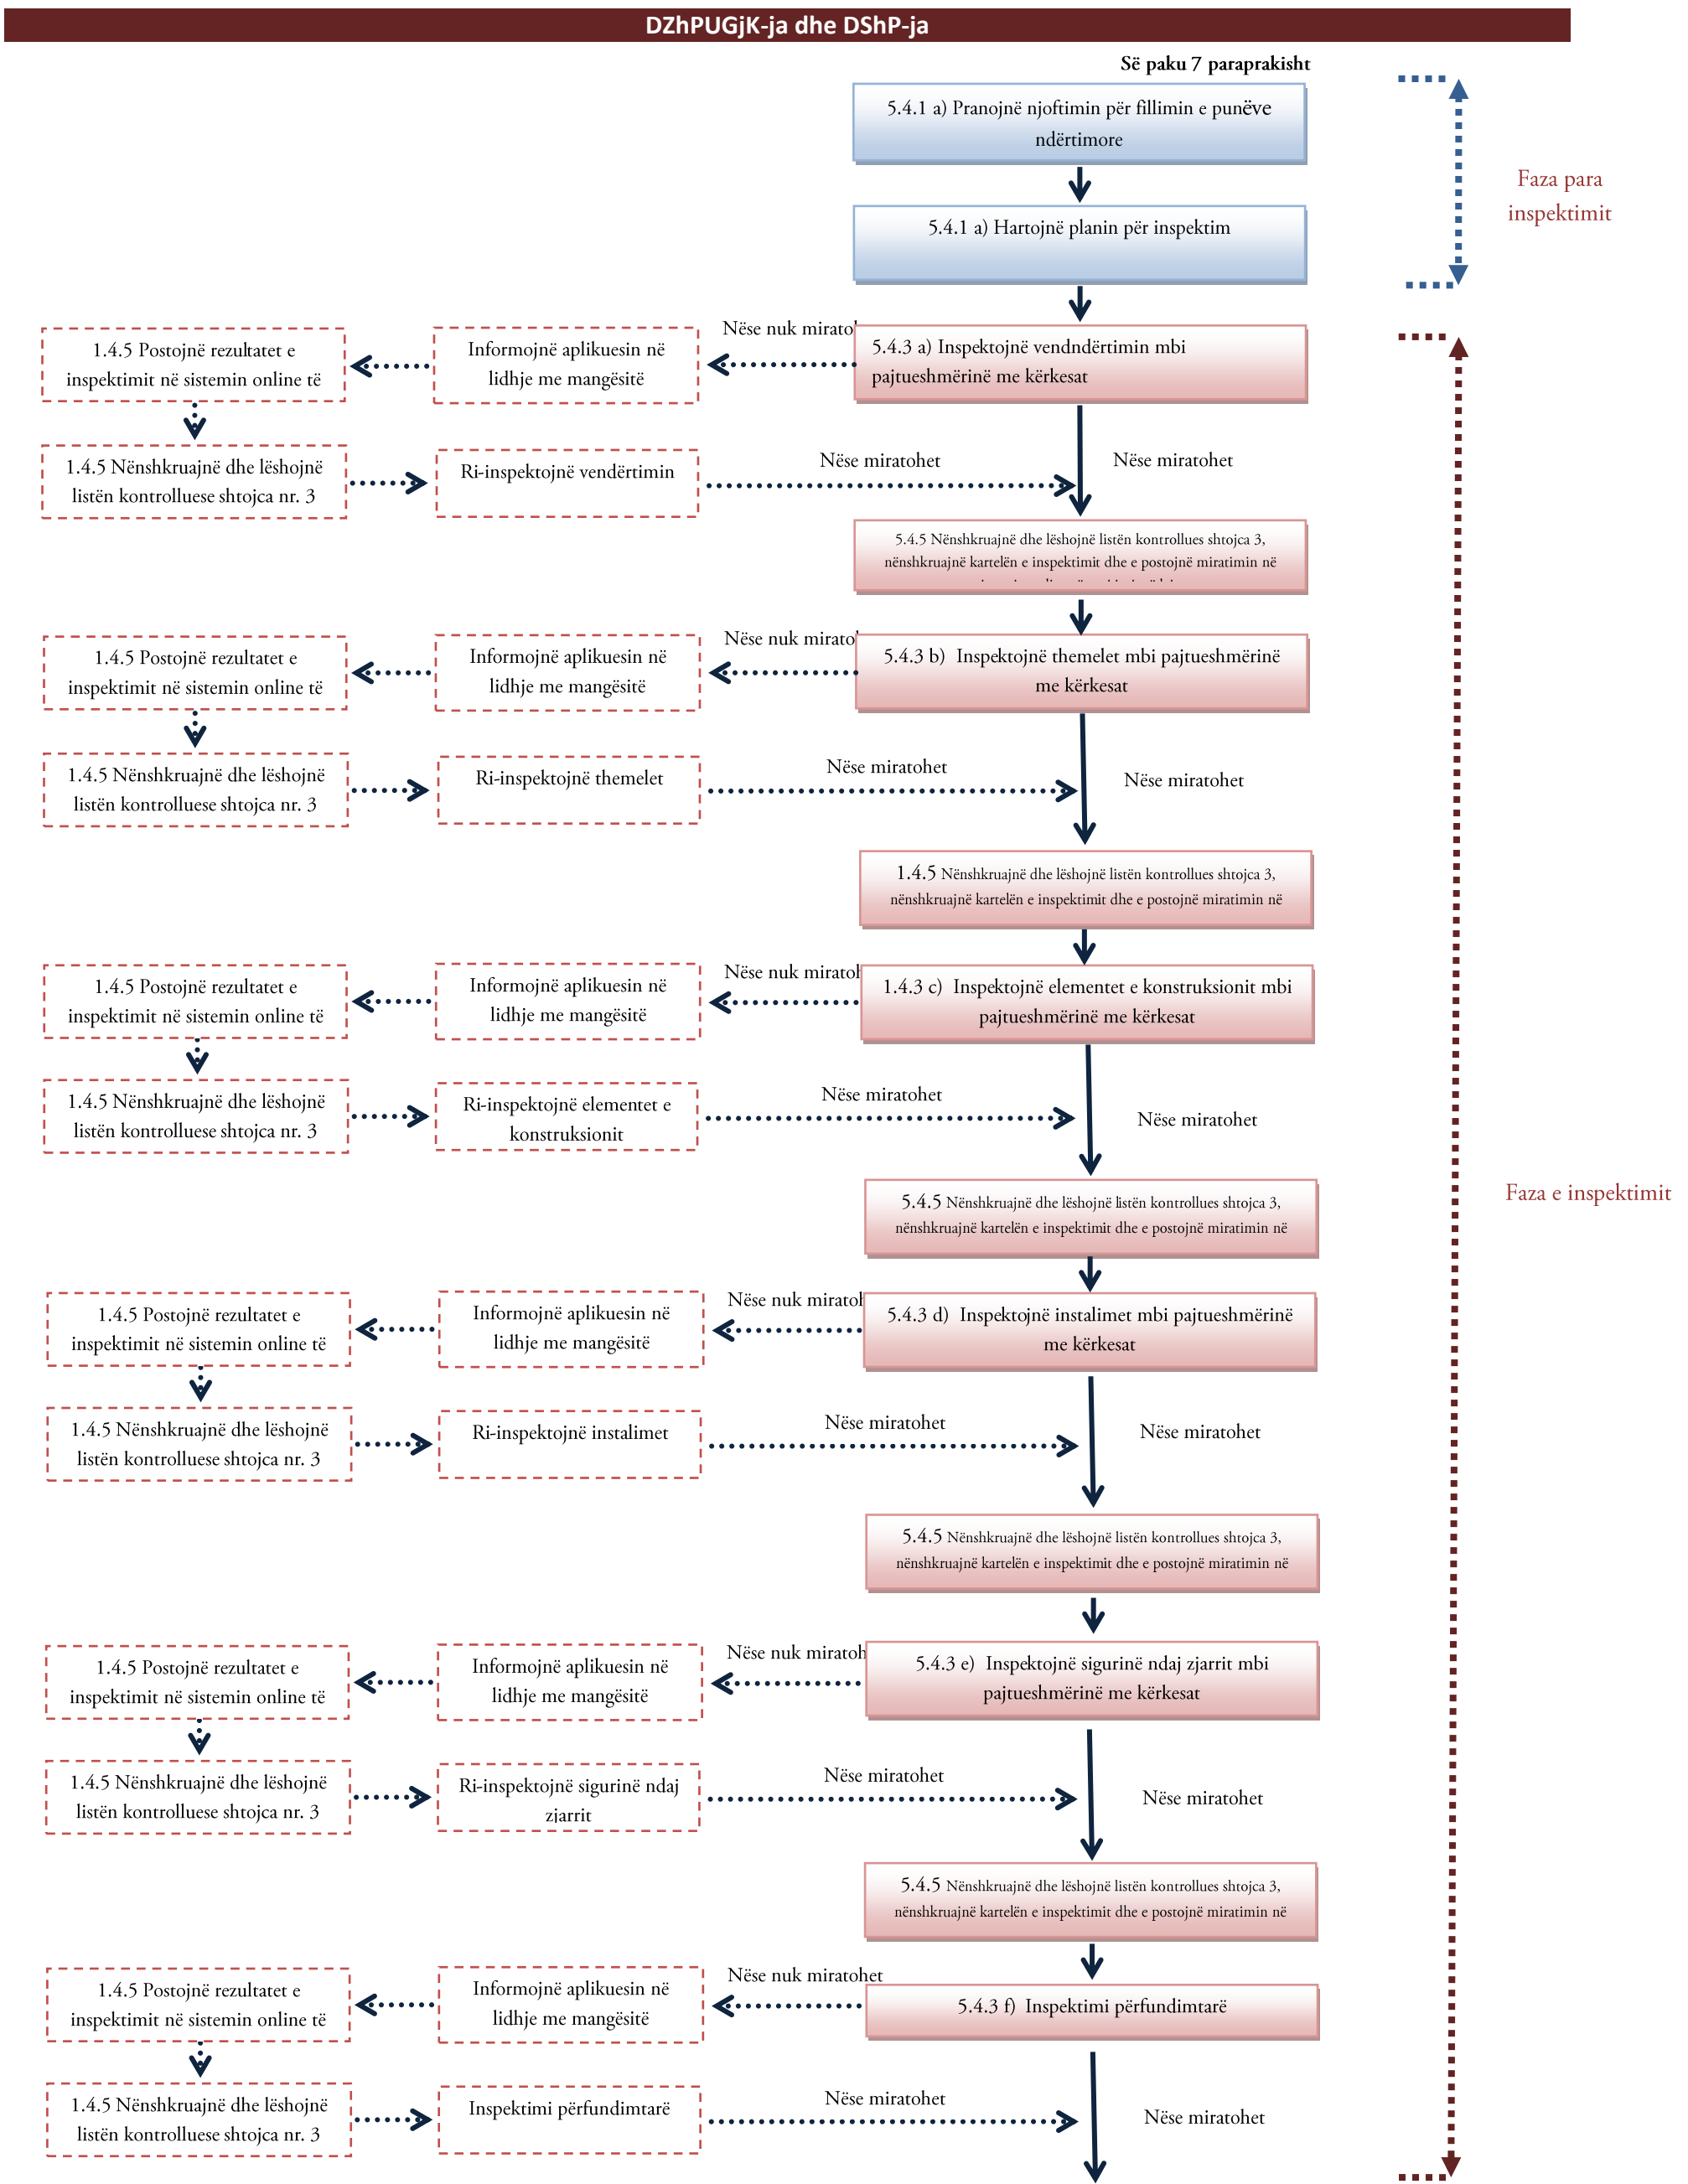 DZhPUGjK-ja dhe DShP-ja
Së paku 7 paraprakisht
5.4.1 a) Pranojnë njoftimin për fillimin e punëve
ndërtimore
Faza para
inspektimit
5.4.1 a) Hartojnë planin për inspektim
Nëse nuk mirato
5.4.3 a) Inspektojnë vendndërtimin mbi
pajtueshmërinë me kërkesat
Informojnë aplikuesin në
lidhje me mangësitë
1.4.5 Postojnë rezultatet e
inspektimit në sistemin online të
1.4.5 Nënshkruajnë dhe lëshojnë
listën kontrolluese shtojca nr. 3
Ri-inspektojnë vendërtimin
Nëse miratohet
Nëse miratohet
5.4.5 Nënshkruajnë dhe lëshojnë listën kontrollues shtojca 3,
nënshkruajnë kartelën e inspektimit dhe e postojnë miratimin në
Nëse nuk mirato
5.4.3 b) Inspektojnë themelet mbi pajtueshmërinë
me kërkesat
Informojnë aplikuesin në
lidhje me mangësitë
1.4.5 Postojnë rezultatet e
inspektimit në sistemin online të
1.4.5 Nënshkruajnë dhe lëshojnë
listën kontrolluese shtojca nr. 3
Ri-inspektojnë themelet
Nëse miratohet
Nëse miratohet
1.4.5 Nënshkruajnë dhe lëshojnë listën kontrollues shtojca 3,
nënshkruajnë kartelën e inspektimit dhe e postojnë miratimin në
Nëse nuk miratoh
1.4.3 c) Inspektojnë elementet e konstruksionit mbi
pajtueshmërinë me kërkesat
Informojnë aplikuesin në
lidhje me mangësitë
1.4.5 Postojnë rezultatet e
inspektimit në sistemin online të
1.4.5 Nënshkruajnë dhe lëshojnë
listën kontrolluese shtojca nr. 3
Ri-inspektojnë elementet e
konstruksionit
Nëse miratohet
Nëse miratohet
5.4.5 Nënshkruajnë dhe lëshojnë listën kontrollues shtojca 3,
nënshkruajnë kartelën e inspektimit dhe e postojnë miratimin në
Faza e inspektimit
Nëse nuk miratoh
5.4.3 d) Inspektojnë instalimet mbi pajtueshmërinë
me kërkesat
Informojnë aplikuesin në
lidhje me mangësitë
1.4.5 Postojnë rezultatet e
inspektimit në sistemin online të
1.4.5 Nënshkruajnë dhe lëshojnë
listën kontrolluese shtojca nr. 3
Ri-inspektojnë instalimet
Nëse miratohet
Nëse miratohet
5.4.5 Nënshkruajnë dhe lëshojnë listën kontrollues shtojca 3,
nënshkruajnë kartelën e inspektimit dhe e postojnë miratimin në
Nëse nuk miratoh
5.4.3 e) Inspektojnë sigurinë ndaj zjarrit mbi
pajtueshmërinë me kërkesat
Informojnë aplikuesin në
lidhje me mangësitë
1.4.5 Postojnë rezultatet e
inspektimit në sistemin online të
1.4.5 Nënshkruajnë dhe lëshojnë
listën kontrolluese shtojca nr. 3
Ri-inspektojnë sigurinë ndaj
zjarrit
Nëse miratohet
Nëse miratohet
5.4.5 Nënshkruajnë dhe lëshojnë listën kontrollues shtojca 3,
nënshkruajnë kartelën e inspektimit dhe e postojnë miratimin në
Nëse nuk miratohet
5.4.3 f) Inspektimi përfundimtarë
Informojnë aplikuesin në
lidhje me mangësitë
1.4.5 Postojnë rezultatet e
inspektimit në sistemin online të
1.4.5 Nënshkruajnë dhe lëshojnë
listën kontrolluese shtojca nr. 3
Inspektimi përfundimtarë
Nëse miratohet
Nëse miratohet